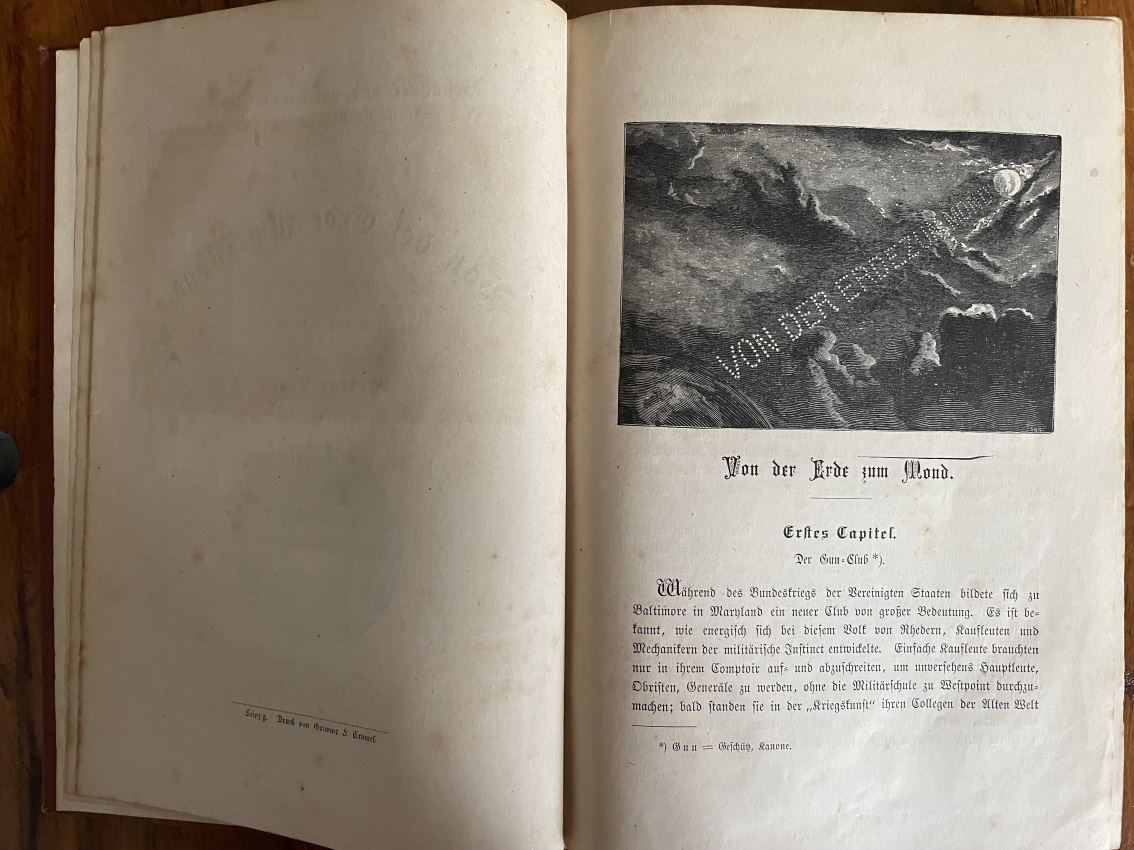 Leipzig. Druck von Grimme & Trömel.
VON DER ERDE ZUM MOND
Von der Erde zum Mond.
Erstes Capitel.
Der Gun-Club *).
Während des Bundeskriegs der Vereinigten Staaten bildete sich zu
Baltimore in Maryland ein neuer Club von großer Bedeutung. Es ist be-
kannt, wie energisch sich bei diesem Volk von Rhedern, Kaufleuten und
Mechanikern der militärische Instinct entwickelte. Einfache Kaufleute brauchten
nur in ihrem Comptoir auf- und abzuschreiten, um unversehens Hauptleute,
Obristen, Generäle zu werden, ohne die Militärschule zu Westpoint durchzu-
machen; bald standen sie in der „Kriegskunst“ ihren Collegen der Alten Welt
*) Gun = Geschütz, Kanone.